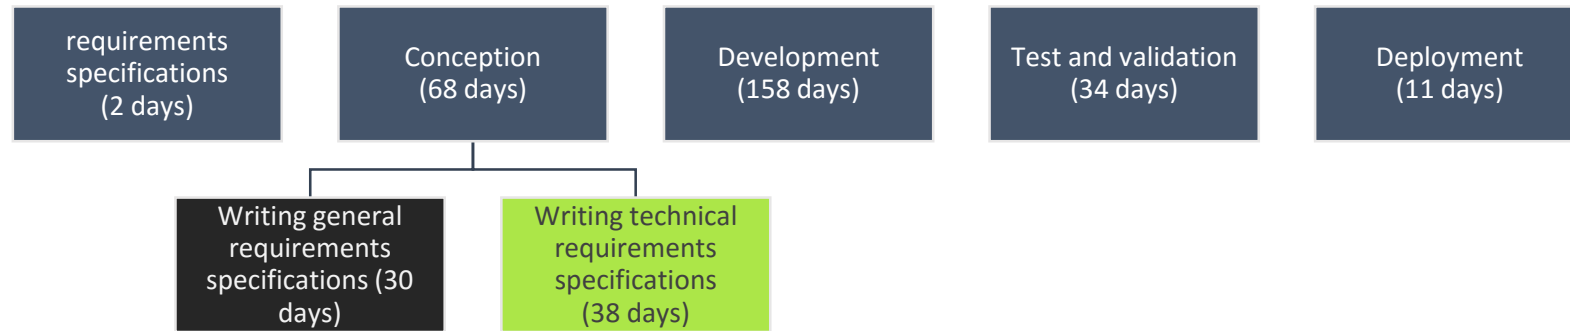 requirements
specifications
(2 days)
Conception
(68 days)
Development
(158 days)
Test and validation
(34 days)
Deployment
(11 days)
Writing general
requirements
specifications (30
days)
Writing technical
requirements
specifications
(38 days)